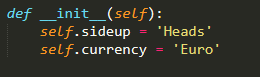 def __init__(self):
    self.sideup = 'Heads'
    self.currency = 'Euro'